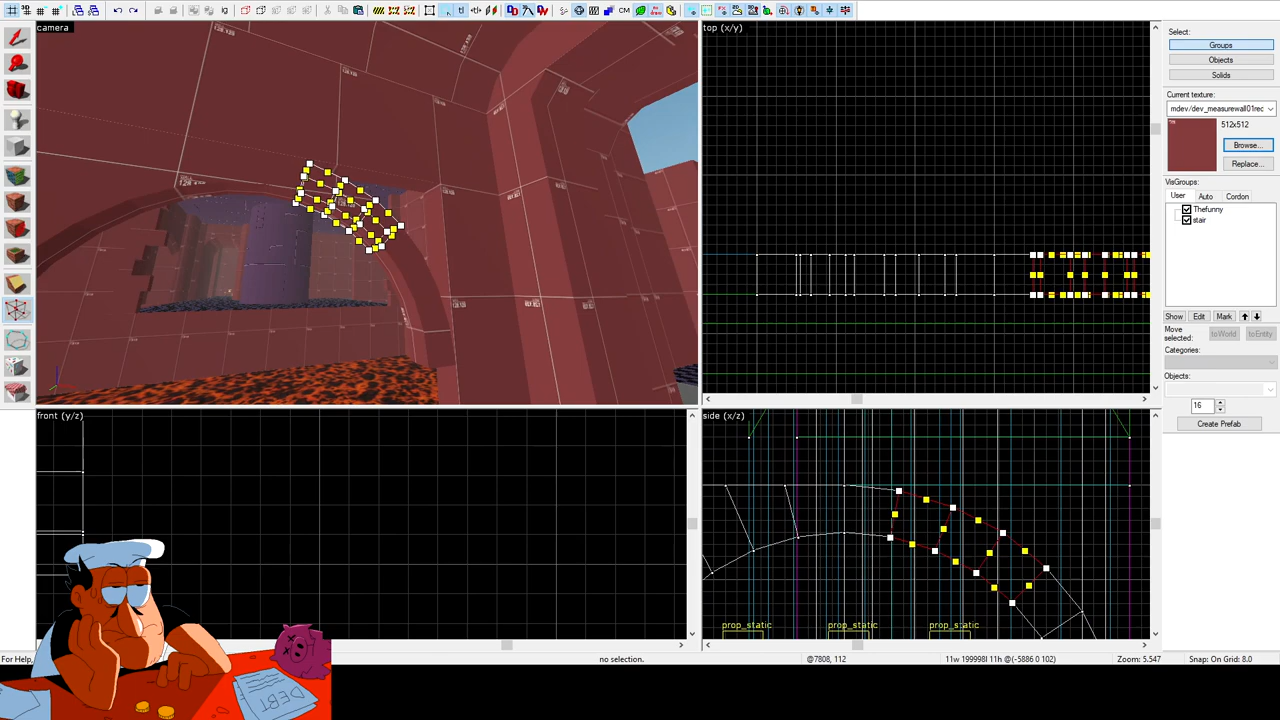 camera
top (x/y)
Select:
Groups
Objects
Solids
Current texture:
mdev/dev_measurewall01rec
512x512
Browse...
Replace...
VisGroups:
User Auto Cordon
Thefunny
stair
Show Edit Mark
Move selected:
toWorld toEntity
Categories:
Objects:
16
Create Prefab
front (y/z)
side (x/z)
prop_static prop_static prop_static
DEBT
For Help,
no selection.
@7808, 112
11w 199998l 11h @(-5886 0 102)
Zoom: 5.547
Snap: On Grid: 8.0